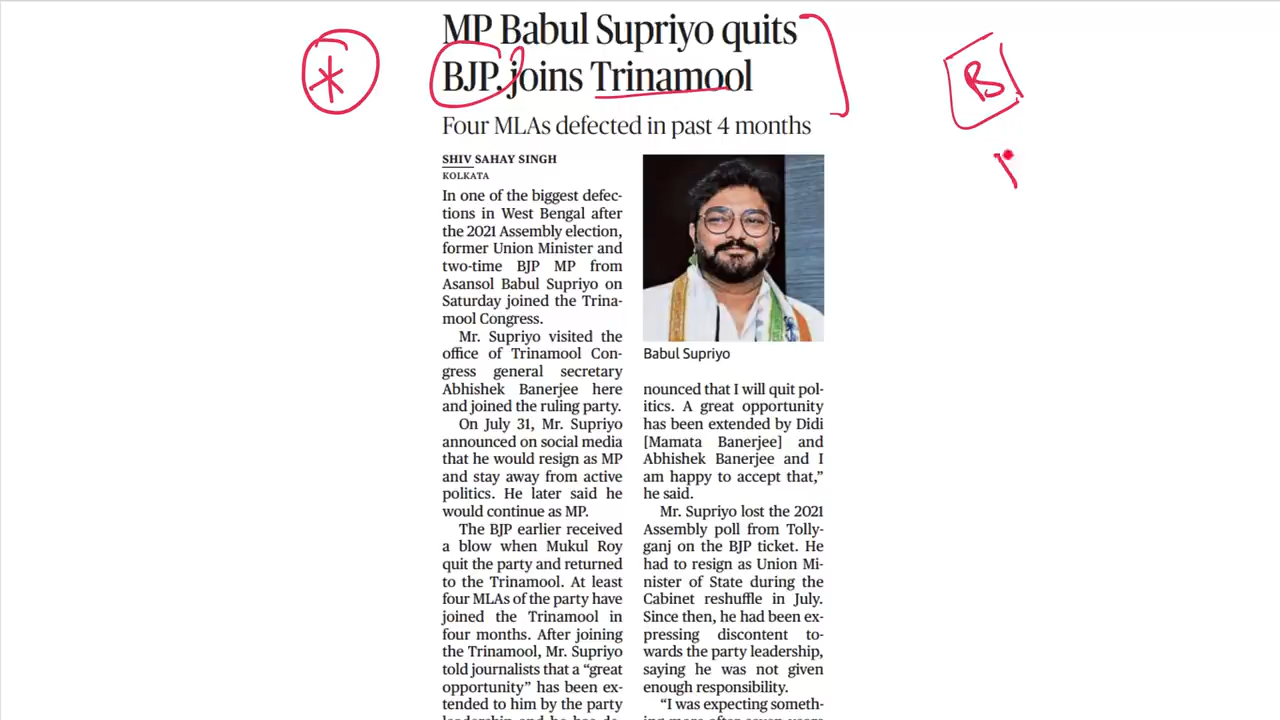 MP Babul Supriyo quits
BJP, joins Trinamool
Four MLAs defected in past 4 months
SHIV SAHAY SINGH
KOLKATA
In one of the biggest defec-
tions in West Bengal after
the 2021 Assembly election,
former Union Minister and
two-time BJP MP from
Asansol Babul Supriyo on
Saturday joined the Trina-
mool Congress.
Mr. Supriyo visited the
office of Trinamool Con-
gress general secretary
Abhishek Banerjee here
and joined the ruling party.
On July 31, Mr. Supriyo
announced on social media
that he would resign as MP
and stay away from active
politics. He later said he
would continue as MP.
The BJP earlier received
a blow when Mukul Roy
quit the party and returned
to the Trinamool. At least
four MLAs of the party have
joined the Trinamool in
four months. After joining
the Trinamool, Mr. Supriyo
told journalists that a “great
opportunity” has been ex-
tended to him by the party
Babul Supriyo
nounced that I will quit pol-
itics. A great opportunity
has been extended by Didi
[Mamata Banerjee] and
Abhishek Banerjee and I
am happy to accept that,”
he said.
Mr. Supriyo lost the 2021
Assembly poll from Tolly-
ganj on the BJP ticket. He
had to resign as Union Mi-
nister of State during the
Cabinet reshuffle in July.
Since then, he had been ex-
pressing discontent to-
wards the party leadership,
saying he was not given
enough responsibility.
“I was expecting someth-
B